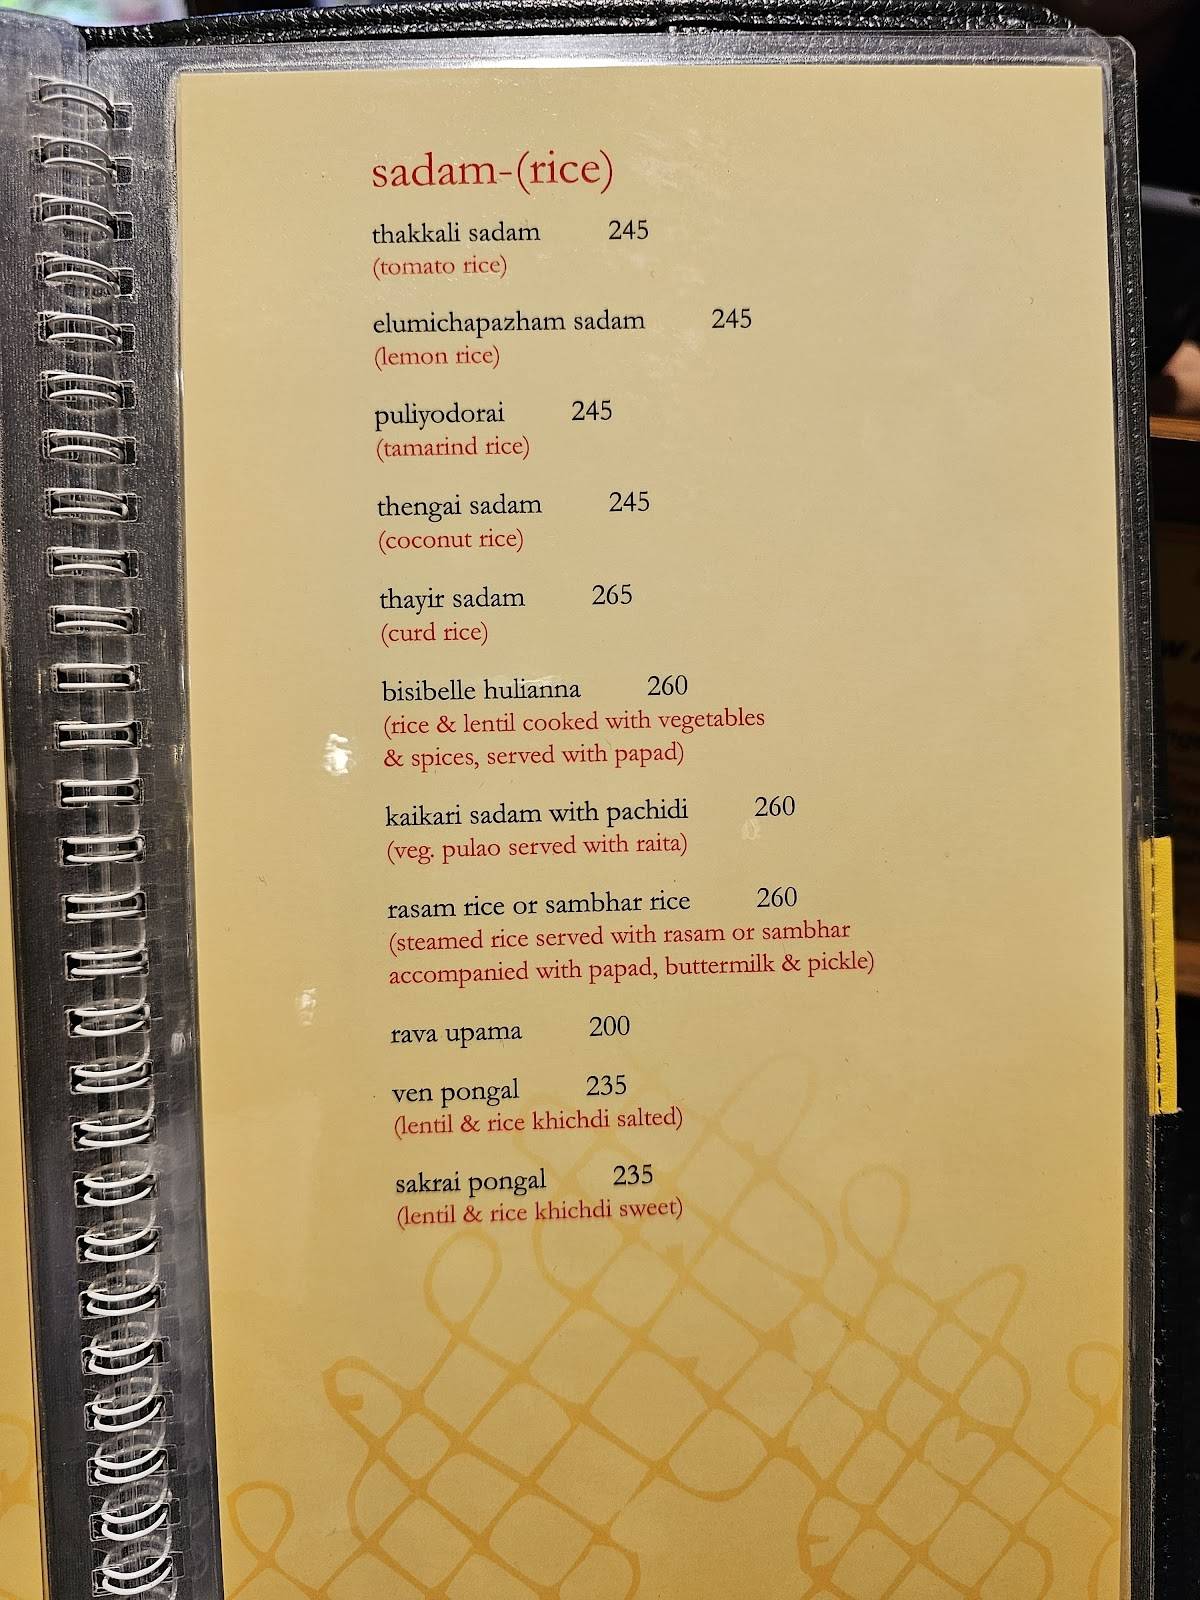 sadam-(rice)
thakkali sadam 245
(tomato rice)
elumichapazham sadam 245
(lemon rice)
puliyodorai 245
(tamarind rice)
thengai sadam 245
(coconut rice)
thayir sadam 265
(curd rice)
bisibelle hulianna 260
(rice & lentil cooked with vegetables
& spices, served with papad)
kaikari sadam with pachidi 260
(veg. pulao served with raita)
rasam rice or sambhar rice 260
(steamed rice served with rasam or sambhar
accompanied with papad, buttermilk & pickle)
rava upama 200
ven pongal 235
(lentil & rice khichdi salted)
sakrai pongal 235
(lentil & rice khichdi sweet)